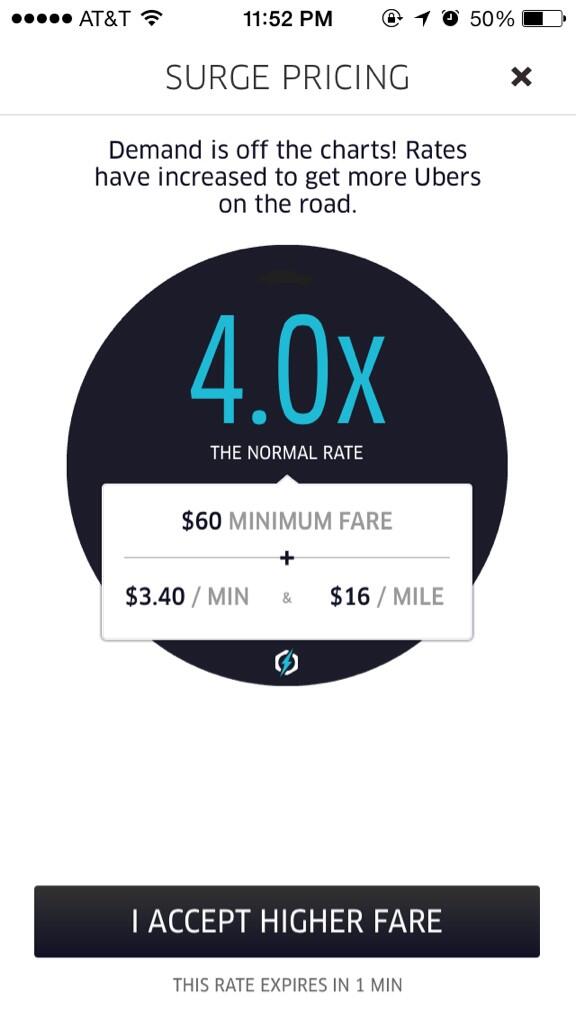 AT&T 11:52 PM 50%
SURGE PRICING
Demand is off the charts! Rates
have increased to get more Ubers
on the road.
4.0x
THE NORMAL RATE
$60 MINIMUM FARE
+
$3.40 / MIN & $16 / MILE
I ACCEPT HIGHER FARE
THIS RATE EXPIRES IN 1 MIN